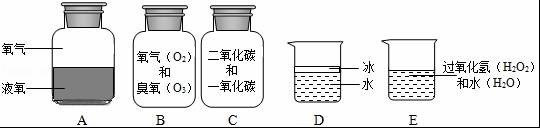 氧气
液氧
氧气（O₂）
和
臭氧（O₃）
二氧化碳
和
一氧化碳
冰
水
过氧化氢（H₂O₂）
和水（H₂O）
A
B
C
D
E